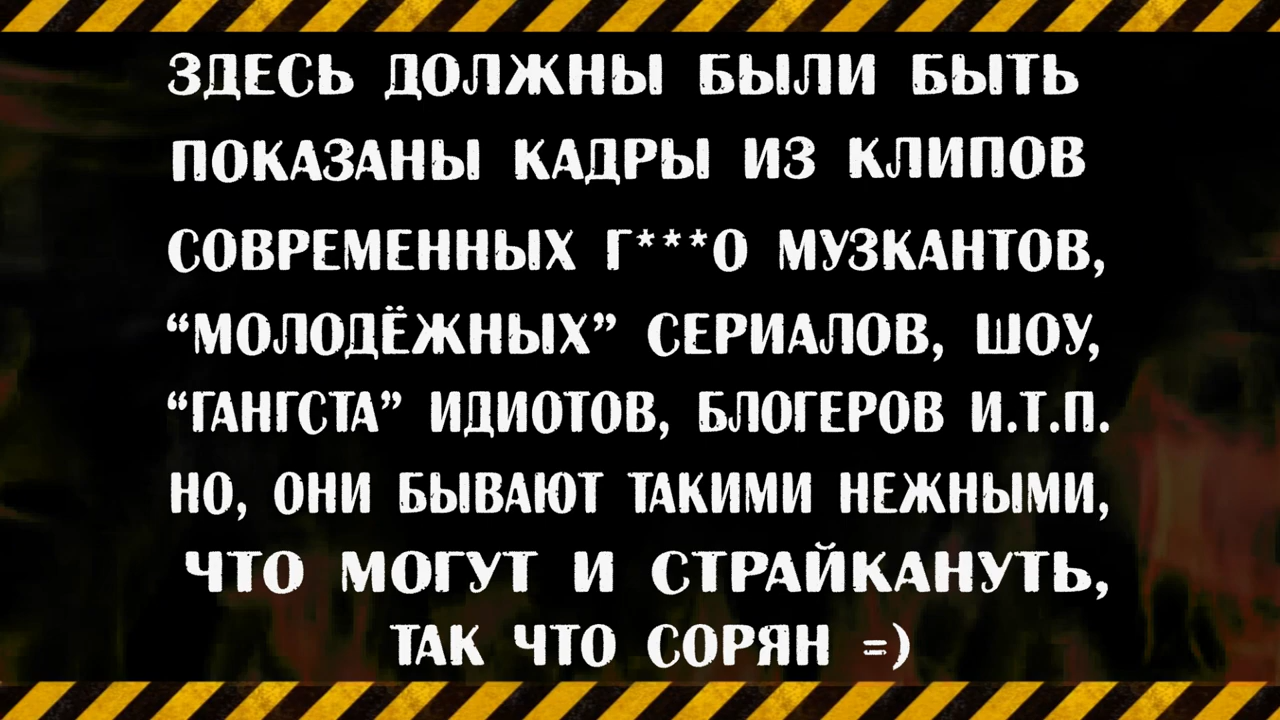 ЗДЕСЬ ДОЛЖНЫ БЫЛИ БЫТЬ
ПОКАЗАНЫ КАДРЫ ИЗ КЛИПОВ
СОВРЕМЕННЫХ Г***О МУЗКАНТОВ,
“МОЛОДЁЖНЫХ” СЕРИАЛОВ, ШОУ,
“ГАНГСТА” ИДИОТОВ, БЛОГЕРОВ И.Т.П.
НО, ОНИ БЫВАЮТ ТАКИМИ НЕЖНЫМИ,
ЧТО МОГУТ И СТРАЙКАНУТЬ,
ТАК ЧТО СОРЯН =)